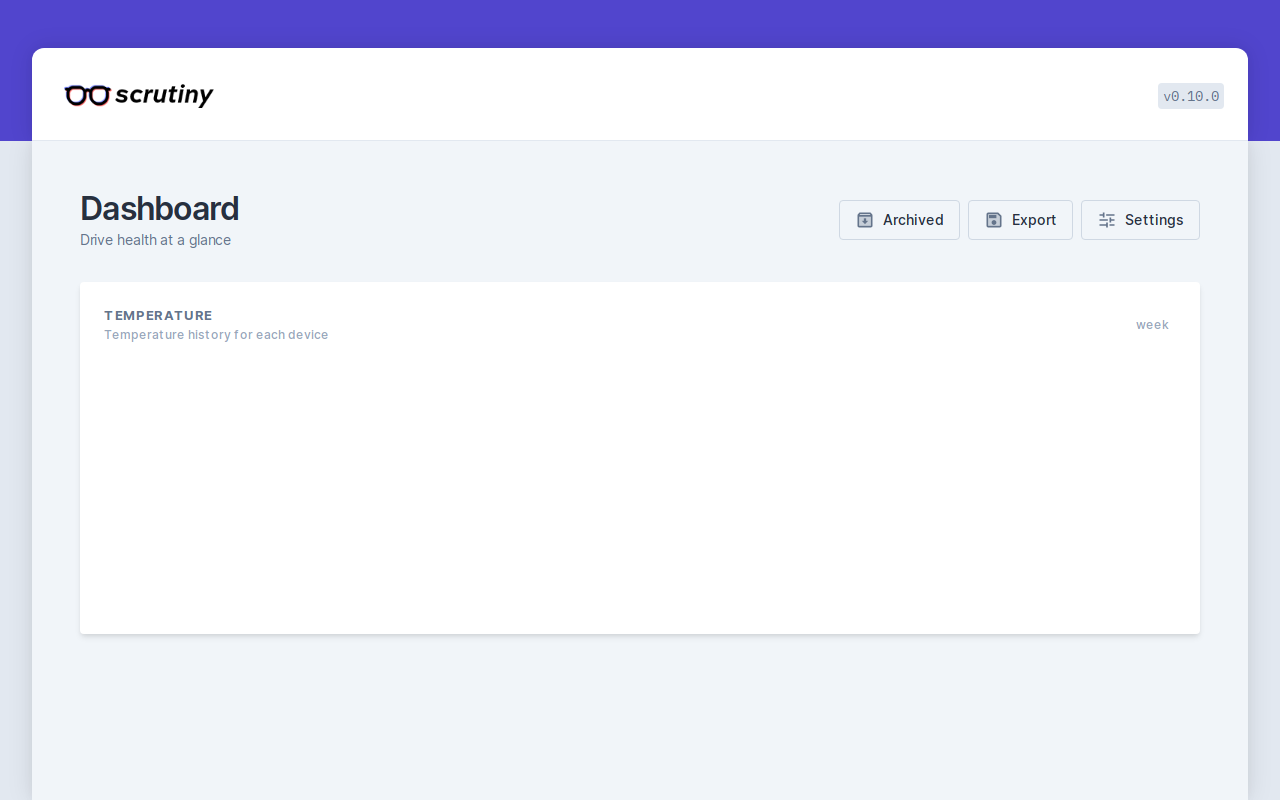 scrutiny
v0.10.0
Dashboard
Drive health at a glance
Archived
Export
Settings
TEMPERATURE
Temperature history for each device
week